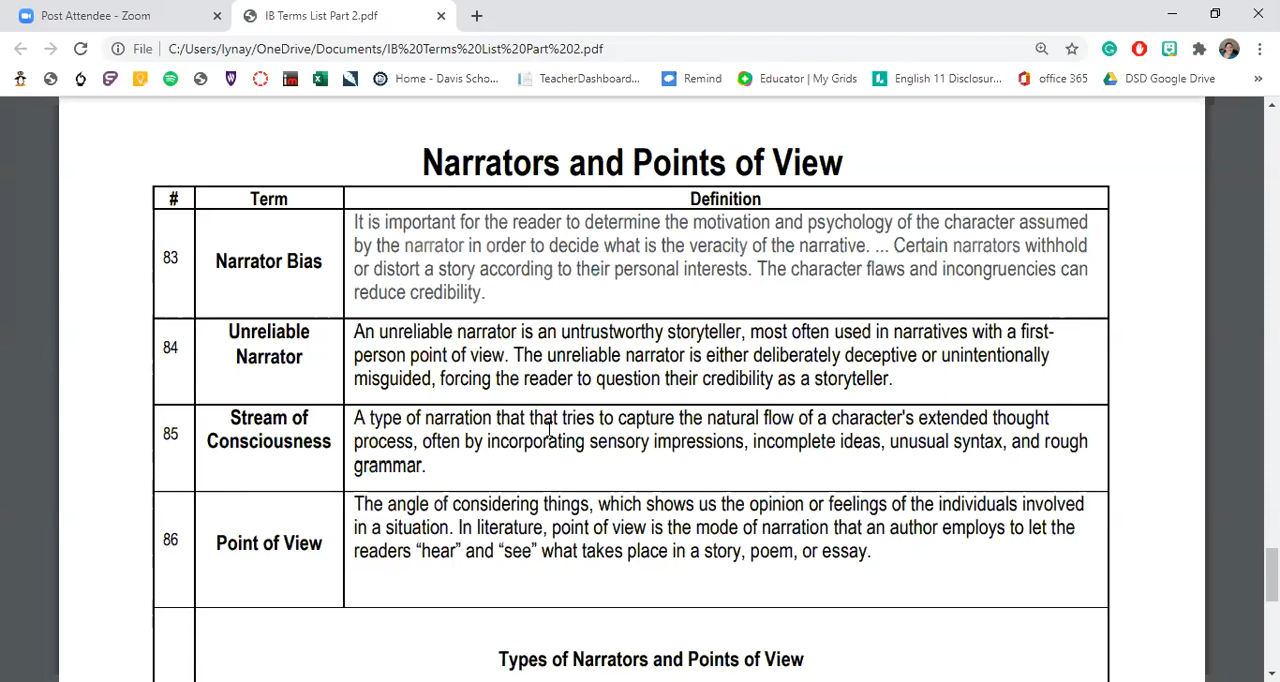 Post Attendee - Zoom
IB Terms List Part 2.pdf
File
C:/Users/lynay/OneDrive/Documents/IB%20Terms%20List%20Part%202.pdf
Home - Davis Scho...
TeacherDashboard...
Remind
Educator | My Grids
English 11 Disclosur...
office 365
DSD Google Drive
»
Narrators and Points of View
# Term Definition
83
Narrator Bias
It is important for the reader to determine the motivation and psychology of the character assumed
by the narrator in order to decide what is the veracity of the narrative. ... Certain narrators withhold
or distort a story according to their personal interests. The character flaws and incongruencies can
reduce credibility.
84
Unreliable
Narrator
An unreliable narrator is an untrustworthy storyteller, most often used in narratives with a first-
person point of view. The unreliable narrator is either deliberately deceptive or unintentionally
misguided, forcing the reader to question their credibility as a storyteller.
85
Stream of
Consciousness
A type of narration that that tries to capture the natural flow of a character's extended thought
process, often by incorporating sensory impressions, incomplete ideas, unusual syntax, and rough
grammar.
86
Point of View
The angle of considering things, which shows us the opinion or feelings of the individuals involved
in a situation. In literature, point of view is the mode of narration that an author employs to let the
readers “hear” and “see” what takes place in a story, poem, or essay.
Types of Narrators and Points of View